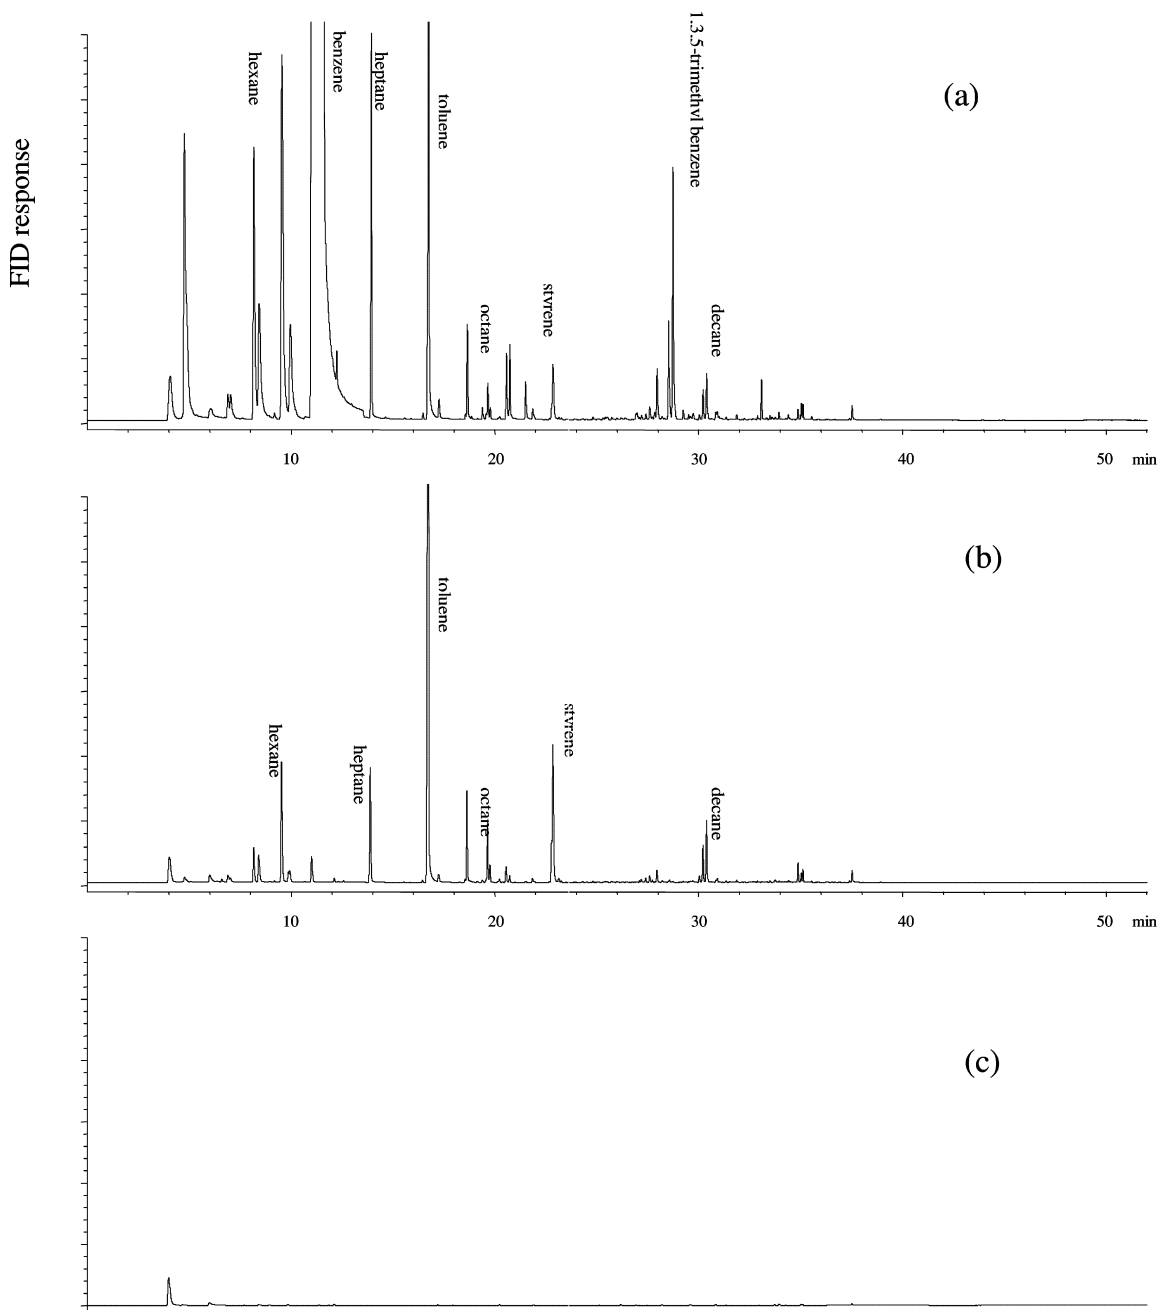 FID response
hexane
benzene
heptane
toluene
octane
styrene
1.3.5-trimethyl benzene
decane
(a)
10 20 30 40 50 min
hexane
heptane
toluene
octane
styrene
decane
(b)
10 20 30 40 50 min
(c)